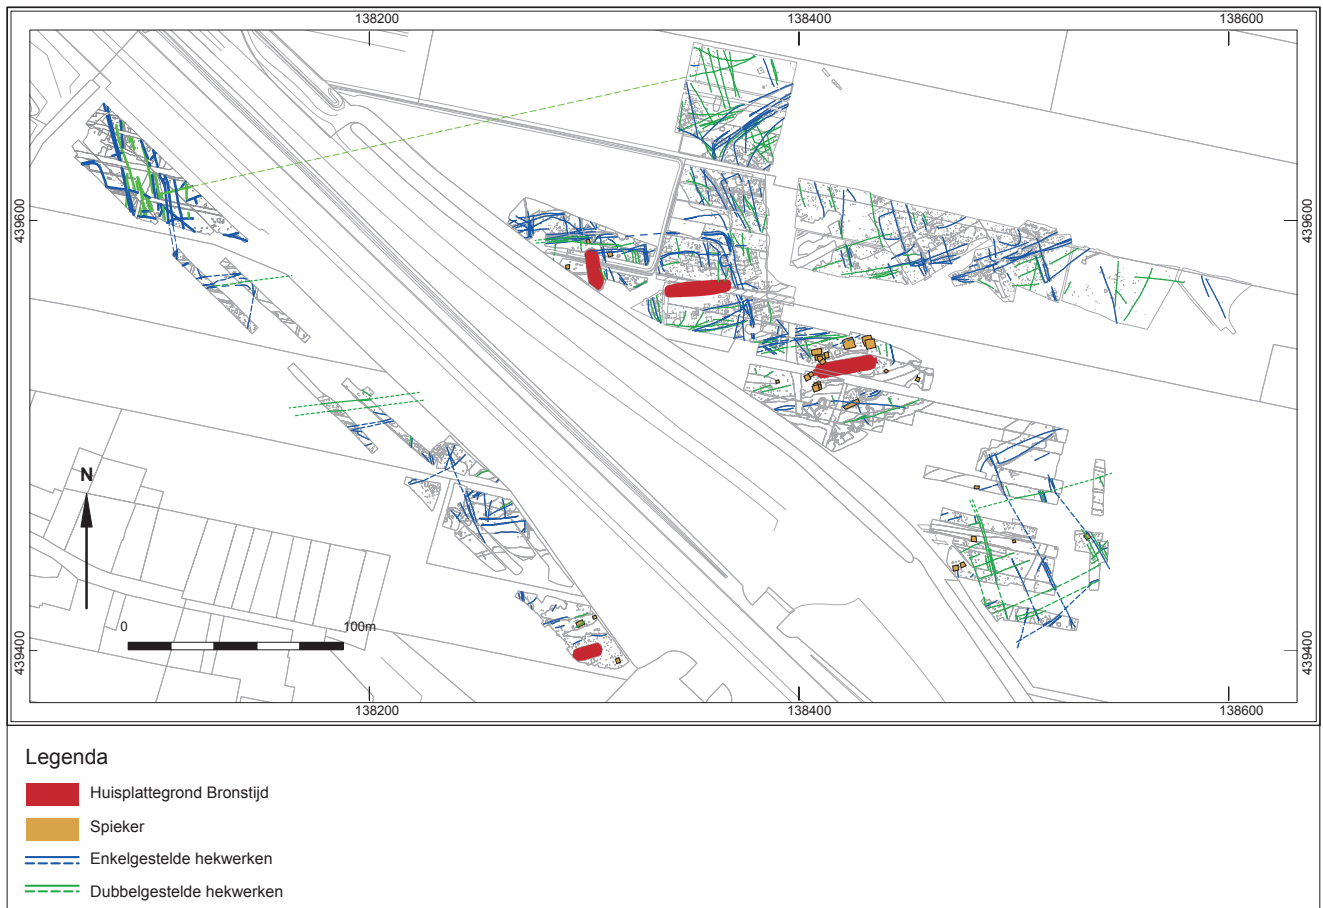 138200 138400 138600
439600 439600
N
0 100m
439400 439400
138200 138400 138600
Legenda
Huisplattegrond Bronstijd
Spieker
Enkelgestelde hekwerken
Dubbelgestelde hekwerken